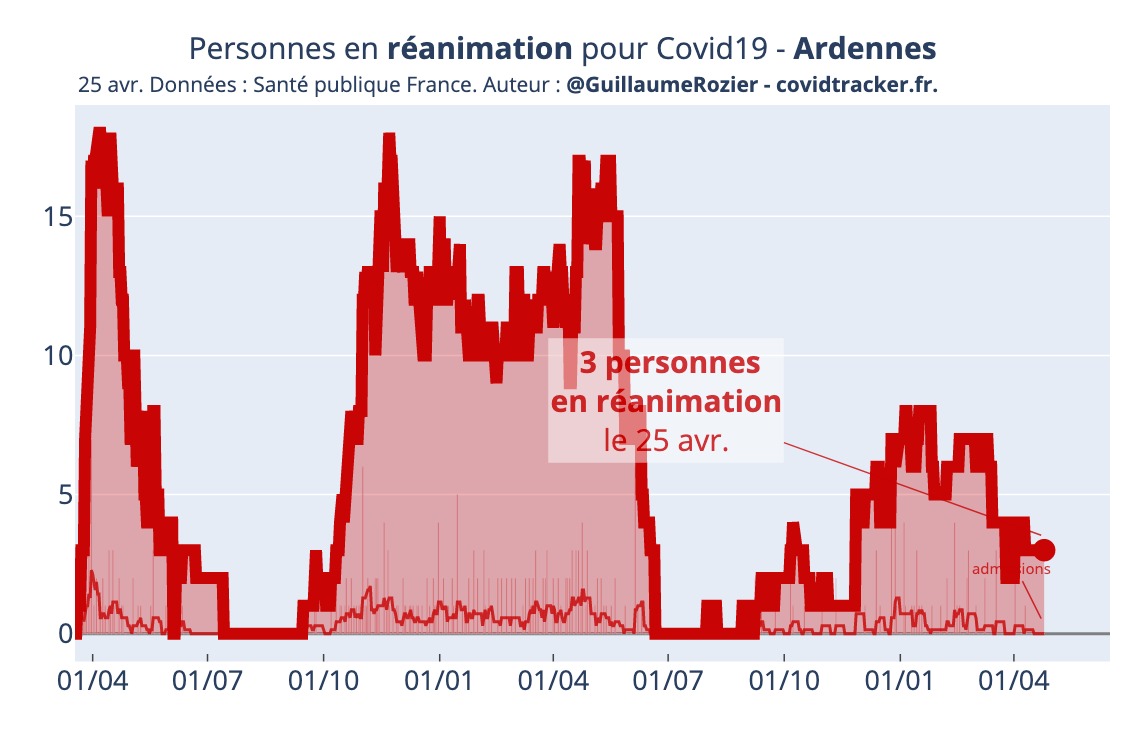 Personnes en réanimation pour Covid19 - Ardennes
25 avr. Données : Santé publique France. Auteur : @GuillaumeRozier - covidtracker.fr.
15
10
5
0
3 personnes
en réanimation
le 25 avr.
admissions
01/04 01/07 01/10 01/01 01/04 01/07 01/10 01/01 01/04